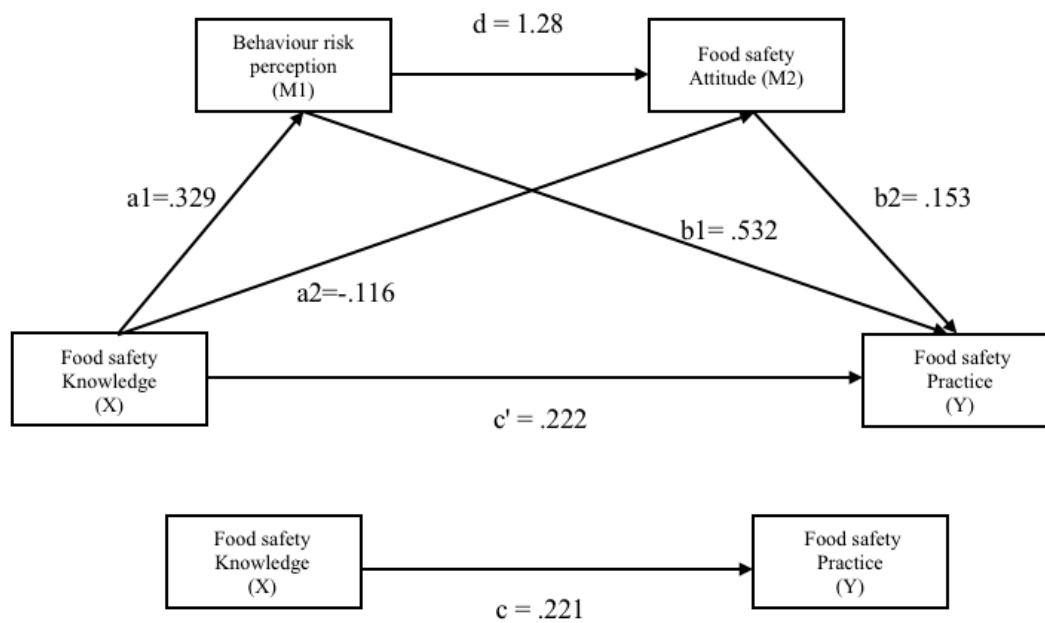 d = 1.28
Behaviour risk
perception
(M1)
Food safety
Attitude (M2)
a1=.329
b2= .153
b1= .532
a2=-.116
Food safety
Knowledge
(X)
Food safety
Practice
(Y)
c' = .222
Food safety
Knowledge
(X)
Food safety
Practice
(Y)
c = .221